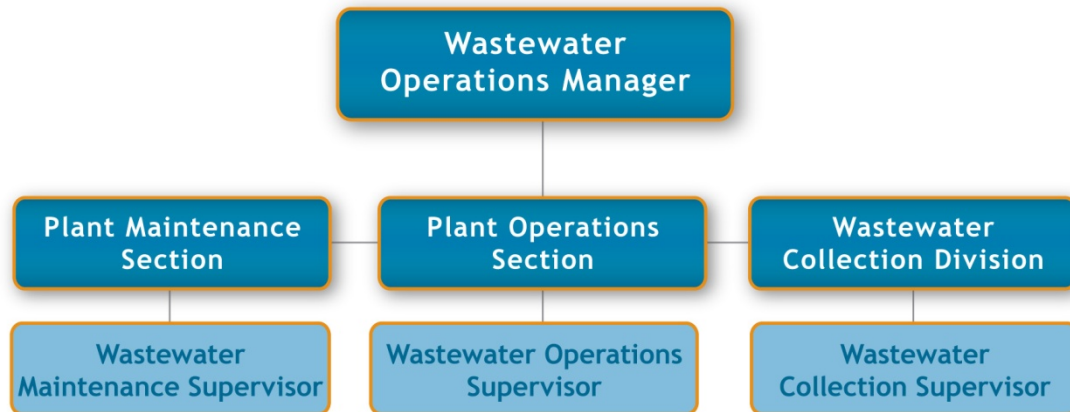 Wastewater
Operations Manager
Plant Maintenance
Section
Plant Operations
Section
Wastewater
Collection Division
Wastewater
Maintenance Supervisor
Wastewater Operations
Supervisor
Wastewater
Collection Supervisor